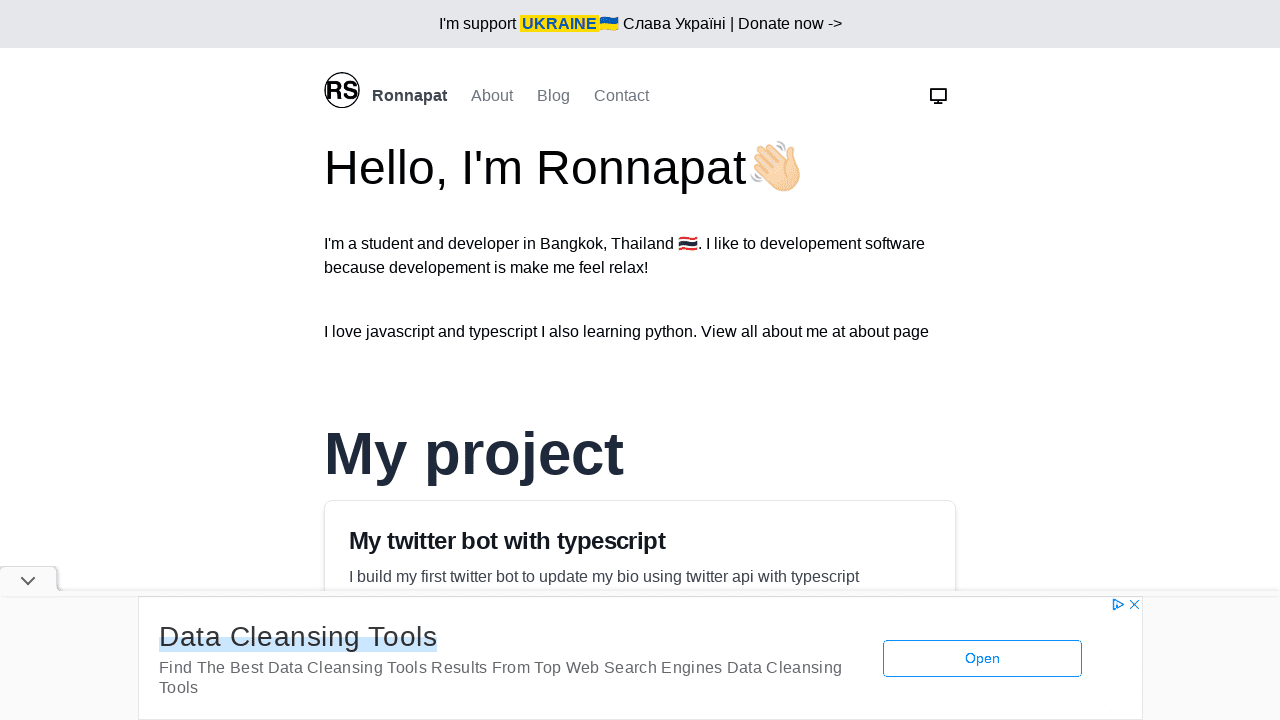 I'm support UKRAINE🇺🇦 Слава Україні | Donate now ->
RS Ronnapat About Blog Contact
Hello, I'm Ronnapat👋🏻
I'm a student and developer in Bangkok, Thailand 🇹🇭. I like to developement software
because developement is make me feel relax!
I love javascript and typescript I also learning python. View all about me at about page
My project
My twitter bot with typescript
I build my first twitter bot to update my bio using twitter api with typescript
Data Cleansing Tools
Find The Best Data Cleansing Tools Results From Top Web Search Engines Data Cleansing
Tools
Open